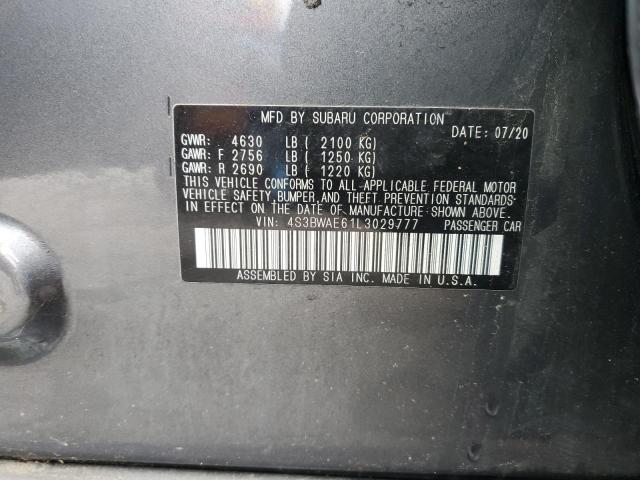 MFD BY SUBARU CORPORATION
DATE: 07/20
GVWR: 4630 LB ( 2100 KG)
GAWR: F 2756 LB ( 1250 KG)
GAWR: R 2690 LB ( 1220 KG)
THIS VEHICLE CONFORMS TO ALL-APPLICABLE FEDERAL MOTOR
VEHICLE SAFETY, BUMPER, AND THEFT PREVENTION STANDARDS
IN EFFECT ON THE DATE OF MANUFACTURE SHOWN ABOVE.
VIN: 4S3BWAE61L3029777 PASSENGER CAR
ASSEMBLED BY SIA INC. MADE IN U.S.A.